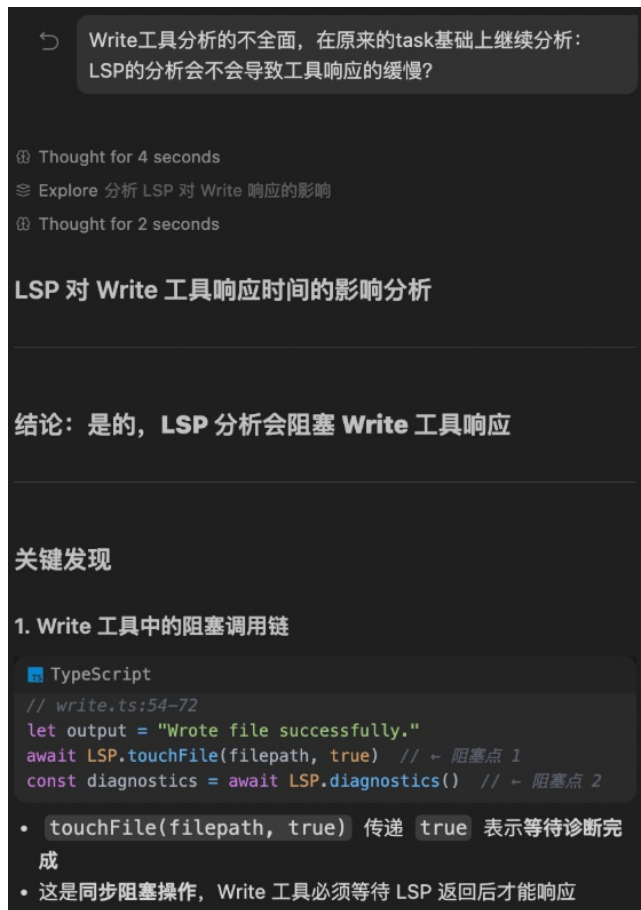 Write工具分析的不全面，在原来的task基础上继续分析：
LSP的分析会不会导致工具响应的缓慢？
Thought for 4 seconds
Explore 分析 LSP 对 Write 响应的影响
Thought for 2 seconds
LSP 对 Write 工具响应时间的影响分析
结论：是的，LSP 分析会阻塞 Write 工具响应
关键发现
1. Write 工具中的阻塞调用链
TS TypeScript
// write.ts:54-72
let output = "Wrote file successfully."
await LSP.touchFile(filepath, true)  // ← 阻塞点 1
const diagnostics = await LSP.diagnostics()  // ← 阻塞点 2
• touchFile(filepath, true) 传递 true 表示等待诊断完
成
• 这是同步阻塞操作，Write 工具必须等待 LSP 返回后才能响应